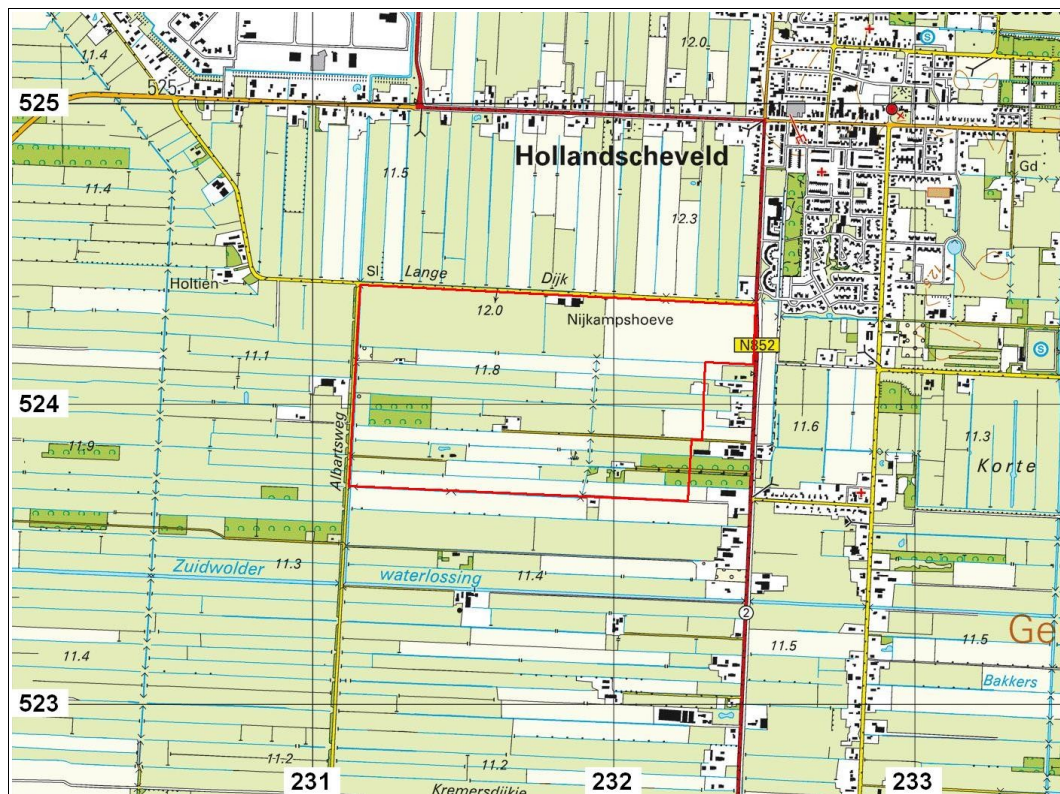 11.4
12.0
S
525
525
Hollandscheveld
Gd
11.5
11.4
12.3
Holtien
Sl
Lange
Dijk
12.0
Nijkampshoeve
N852
S
11.1
11.8
524
11.6
11.3
11.9
Albartsweg
Korte
Zuidwolder
11.3
waterlossing
11.4
2
Ge
11.4
11.5
11.5
Bakkers
523
11.2
11.2
231
232
233
Kremersdijkje